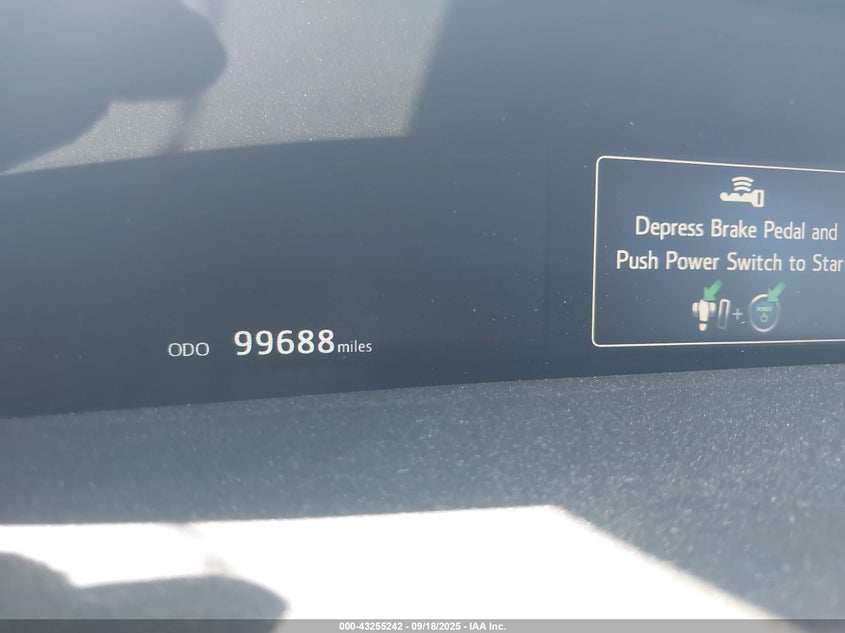 Depress Brake Pedal and
Push Power Switch to Start
POWER
ODO 99688 miles
000-43255242 - 09/18/2025 - IAA Inc.